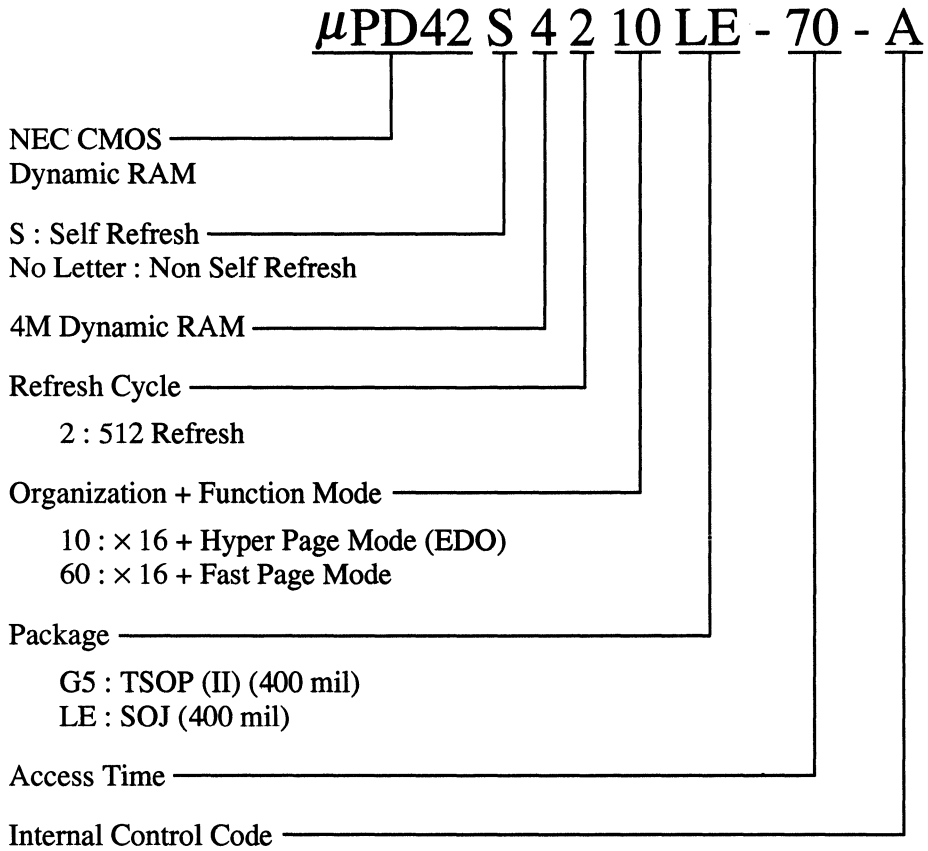 μPD42 S 4 2 10 LE - 70 - A
NEC CMOS
Dynamic RAM
S : Self Refresh
No Letter : Non Self Refresh
4M Dynamic RAM
Refresh Cycle
2 : 512 Refresh
Organization + Function Mode
10 : × 16 + Hyper Page Mode (EDO)
60 : × 16 + Fast Page Mode
Package
G5 : TSOP (II) (400 mil)
LE : SOJ (400 mil)
Access Time
Internal Control Code